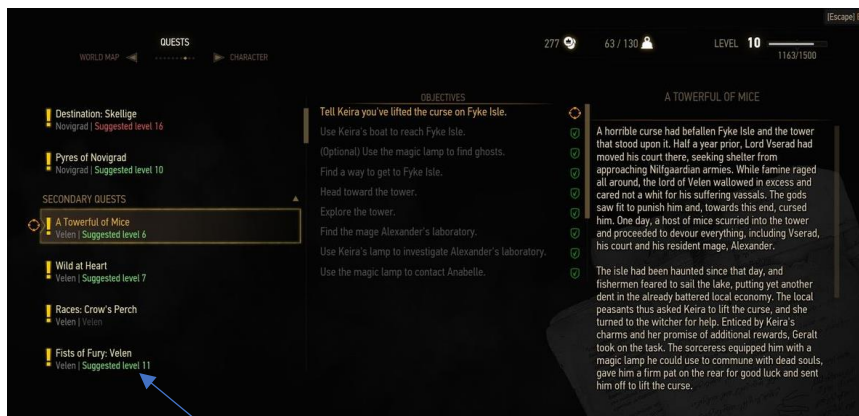 [Escape]
QUESTS
WORLD MAP
CHARACTER
277
63 / 130
LEVEL 10
1163/1500
Destination: Skellige
Novigrad | Suggested level 16
Pyres of Novigrad
Novigrad | Suggested level 10
SECONDARY QUESTS
A Towerful of Mice
Velen | Suggested level 6
Wild at Heart
Velen | Suggested level 7
Races: Crow's Perch
Velen | Velen
Fists of Fury: Velen
Velen | Suggested level 11
OBJECTIVES
Tell Keira you've lifted the curse on Fyke Isle.
Use Keira's boat to reach Fyke Isle.
(Optional) Use the magic lamp to find ghosts.
Find a way to get to Fyke Isle.
Head toward the tower.
Explore the tower.
Find the mage Alexander's laboratory.
Use Keira's lamp to investigate Alexander's laboratory.
Use the magic lamp to contact Anabelle.
A TOWERFUL OF MICE
A horrible curse had befallen Fyke Isle and the tower
that stood upon it. Half a year prior, Lord Vserad had
moved his court there, seeking shelter from
approaching Nilfgaardian armies. While famine raged
all around, the lord of Velen wallowed in excess and
cared not a whit for his suffering vassals. The gods
saw fit to punish him and, towards this end, cursed
him. One day, a host of mice scurried into the tower
and proceeded to devour everything, including Vserad,
his court and his resident mage, Alexander.
The isle had been haunted since that day, and
fishermen feared to sail the lake, putting yet another
dent in the already battered local economy. The local
peasants thus asked Keira to lift the curse, and she
turned to the witcher for help. Enticed by Keira's
charms and her promise of additional rewards, Geralt
took on the task. The sorceress equipped him with a
magic lamp he could use to commune with dead souls,
gave him a firm pat on the rear for good luck and sent
him off to lift the curse.